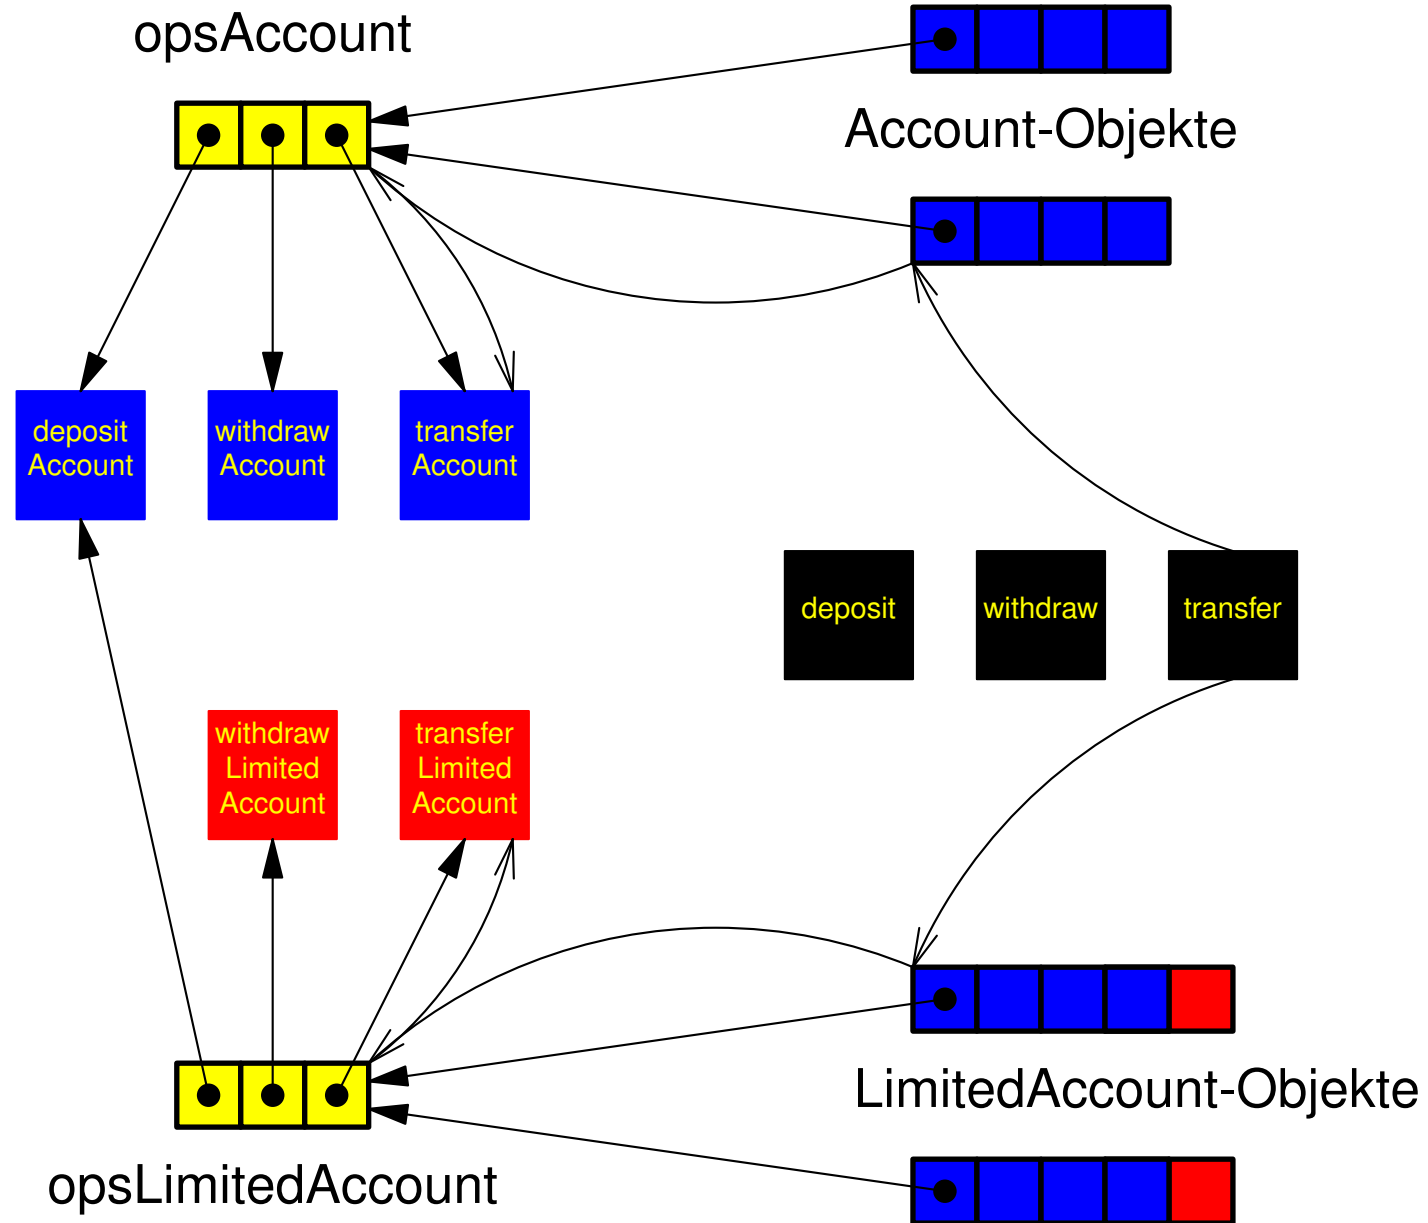 opsAccount
Account-Objekte
deposit
Account
withdraw
Account
transfer
Account
deposit
withdraw
transfer
withdraw
Limited
Account
transfer
Limited
Account
LimitedAccount-Objekte
opsLimitedAccount